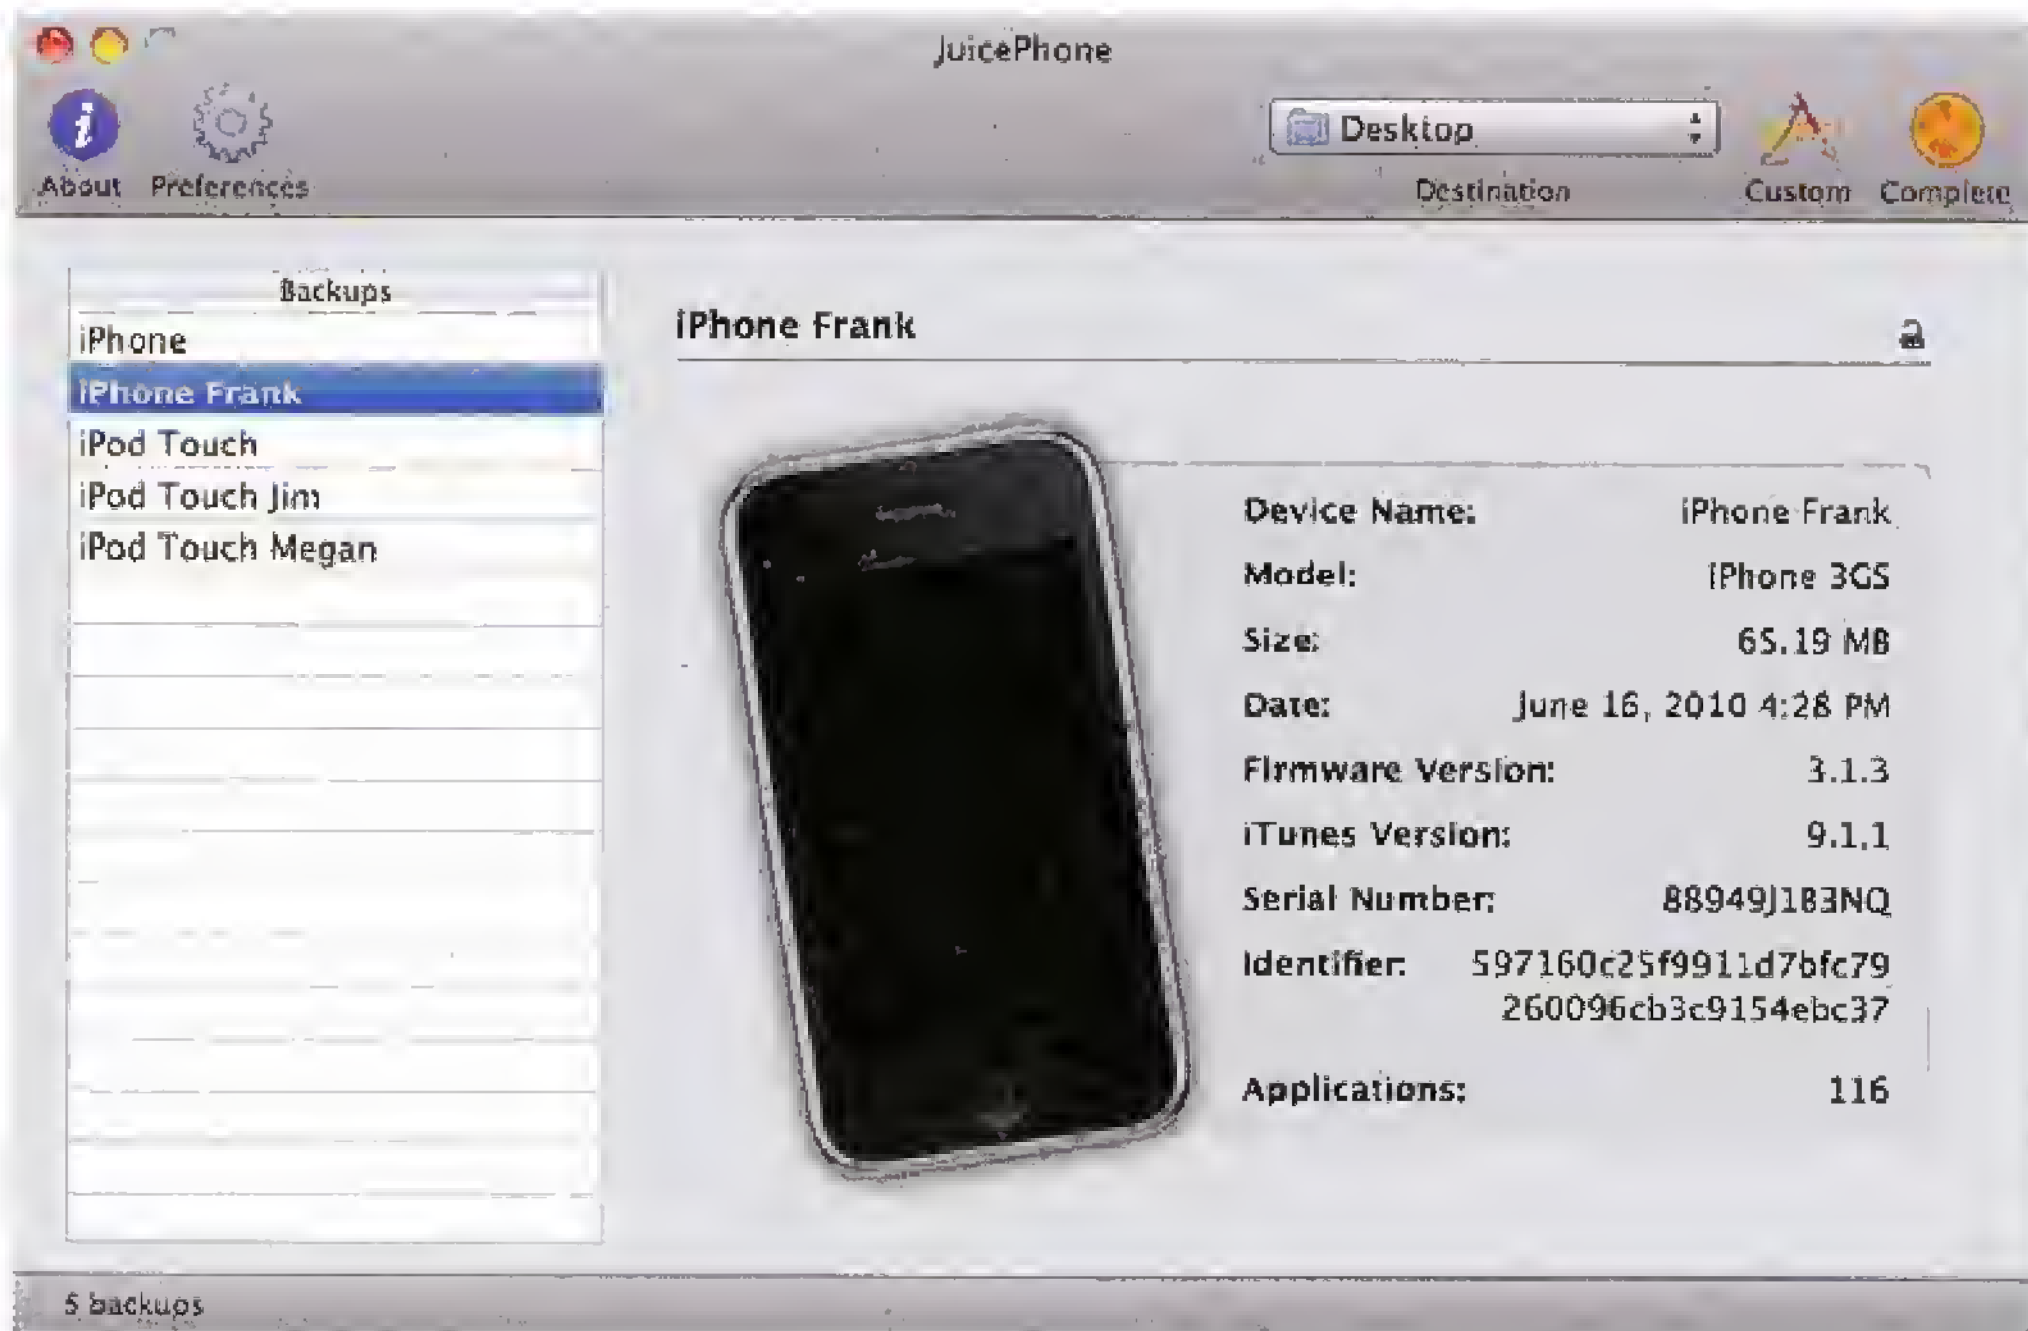 JuicePhone
Desktop
About Preferences
Destination
Custom Complete
Backups
iPhone
iPhone Frank
iPod Touch
iPod Touch Jim
iPod Touch Megan
iPhone Frank
Device Name: iPhone Frank
Model: iPhone 3GS
Size: 65.19 MB
Date: June 16, 2010 4:28 PM
Firmware Version: 3.1.3
iTunes Version: 9.1.1
Serial Number: 88949J183NQ
Identifier: 597160c25f9911d7bfc79
260096cb3c9154ebc37
Applications: 116
5 backups